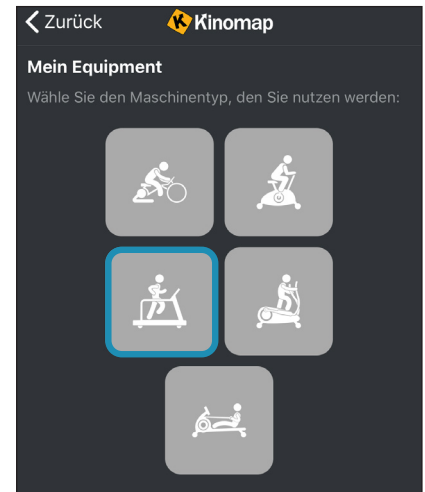 Zurück
Kinomap
Mein Equipment
Wähle Sie den Maschinentyp, den Sie nutzen werden: